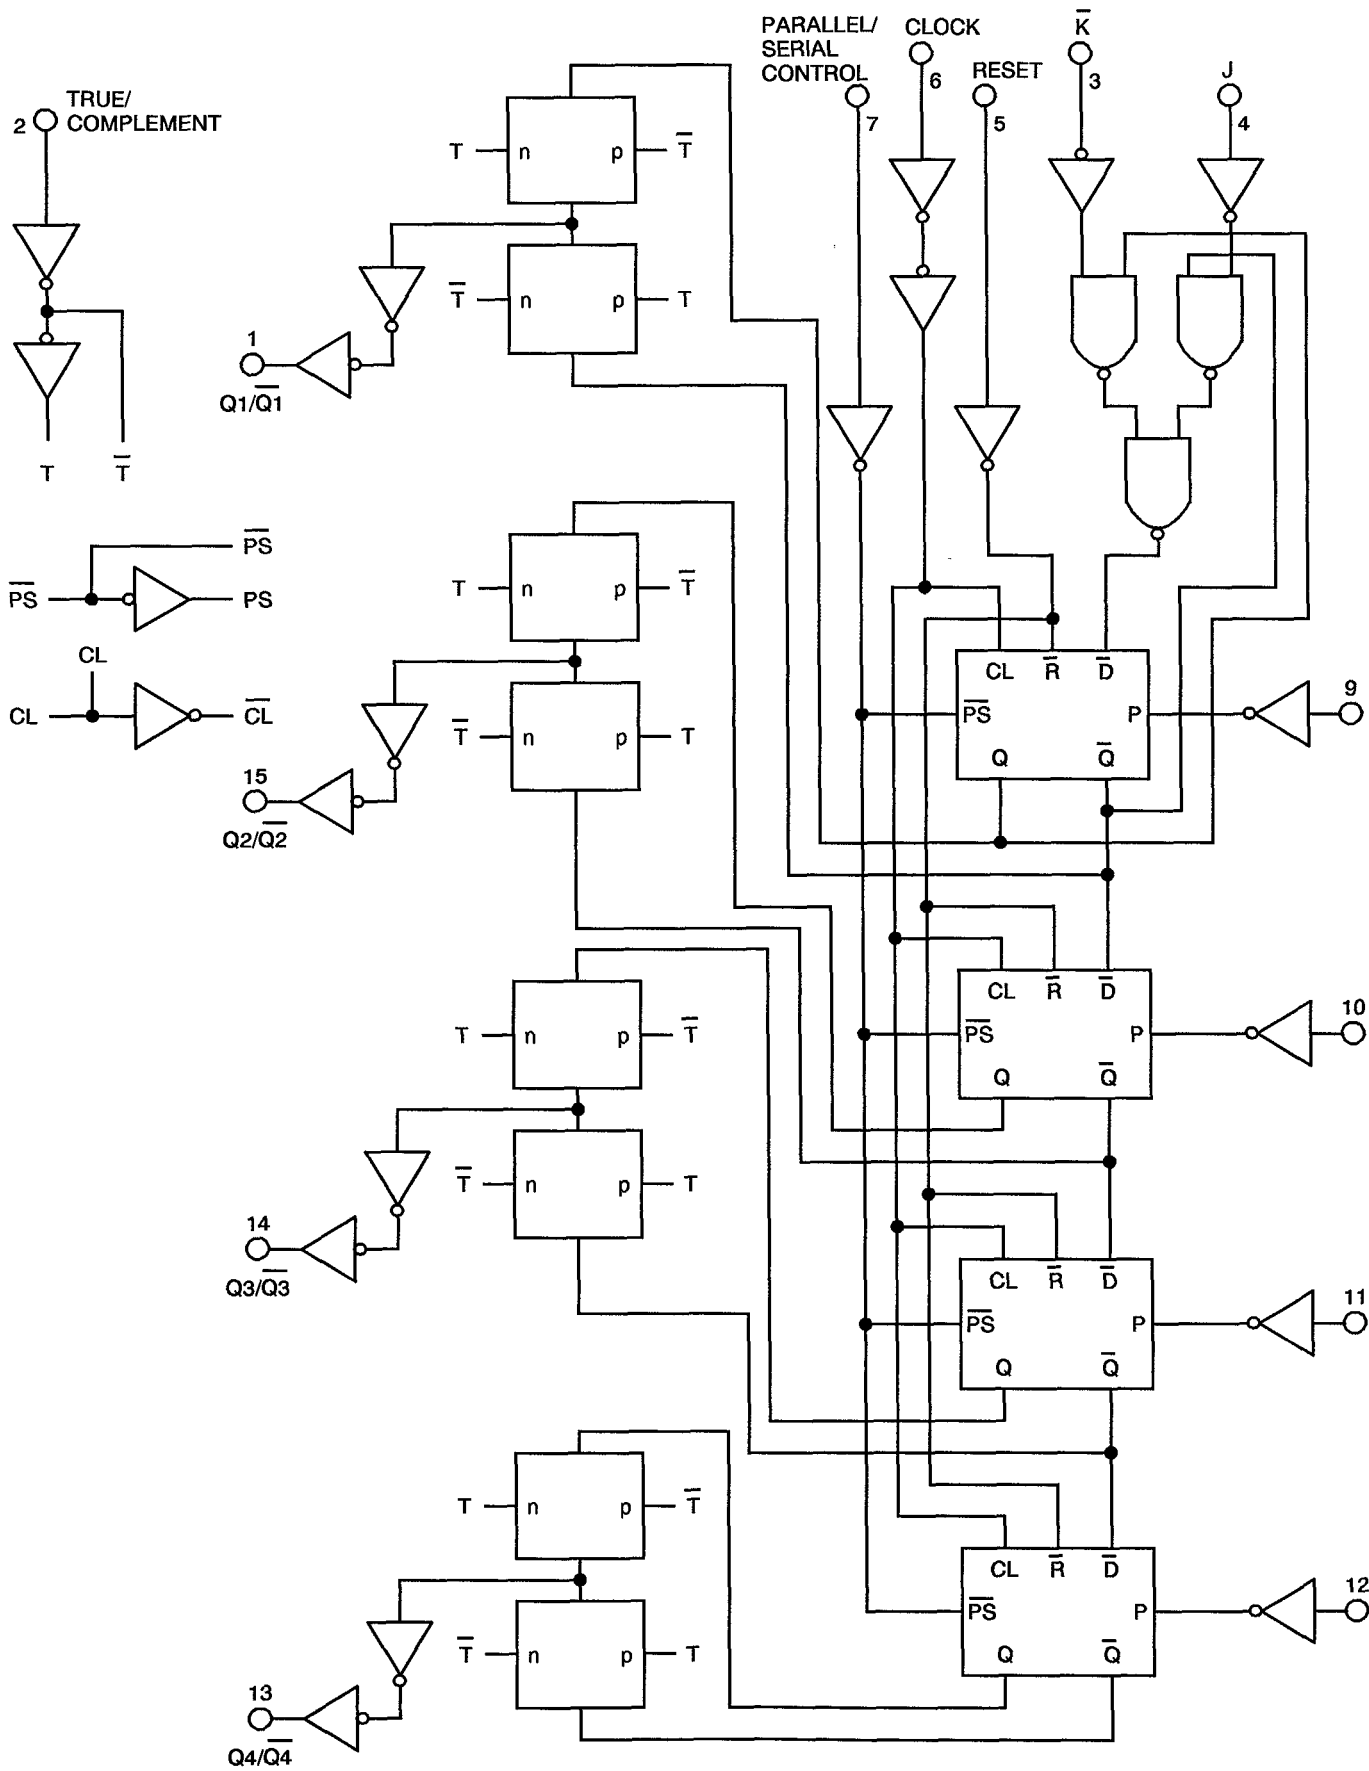 PARALLEL/
SERIAL
CONTROL
7
CLOCK
6
RESET
5
K̅
3
J
4
2
TRUE/
COMPLEMENT
T
T̅
P̅S̅
P̅S̅
PS
CL
CL
C̅L̅
T n p T̅
T̅ n p T
1
Q1/Q̅1̅
T n p T̅
T̅ n p T
15
Q2/Q̅2̅
T n p T̅
T̅ n p T
14
Q3/Q̅3̅
T n p T̅
T̅ n p T
13
Q4/Q̅4̅
CL R̅ D̅
P̅S̅ P
Q Q̅
9
CL R̅ D̅
P̅S̅ P
Q Q̅
10
CL R̅ D̅
P̅S̅ P
Q Q̅
11
CL R̅ D̅
P̅S̅ P
Q Q̅
12